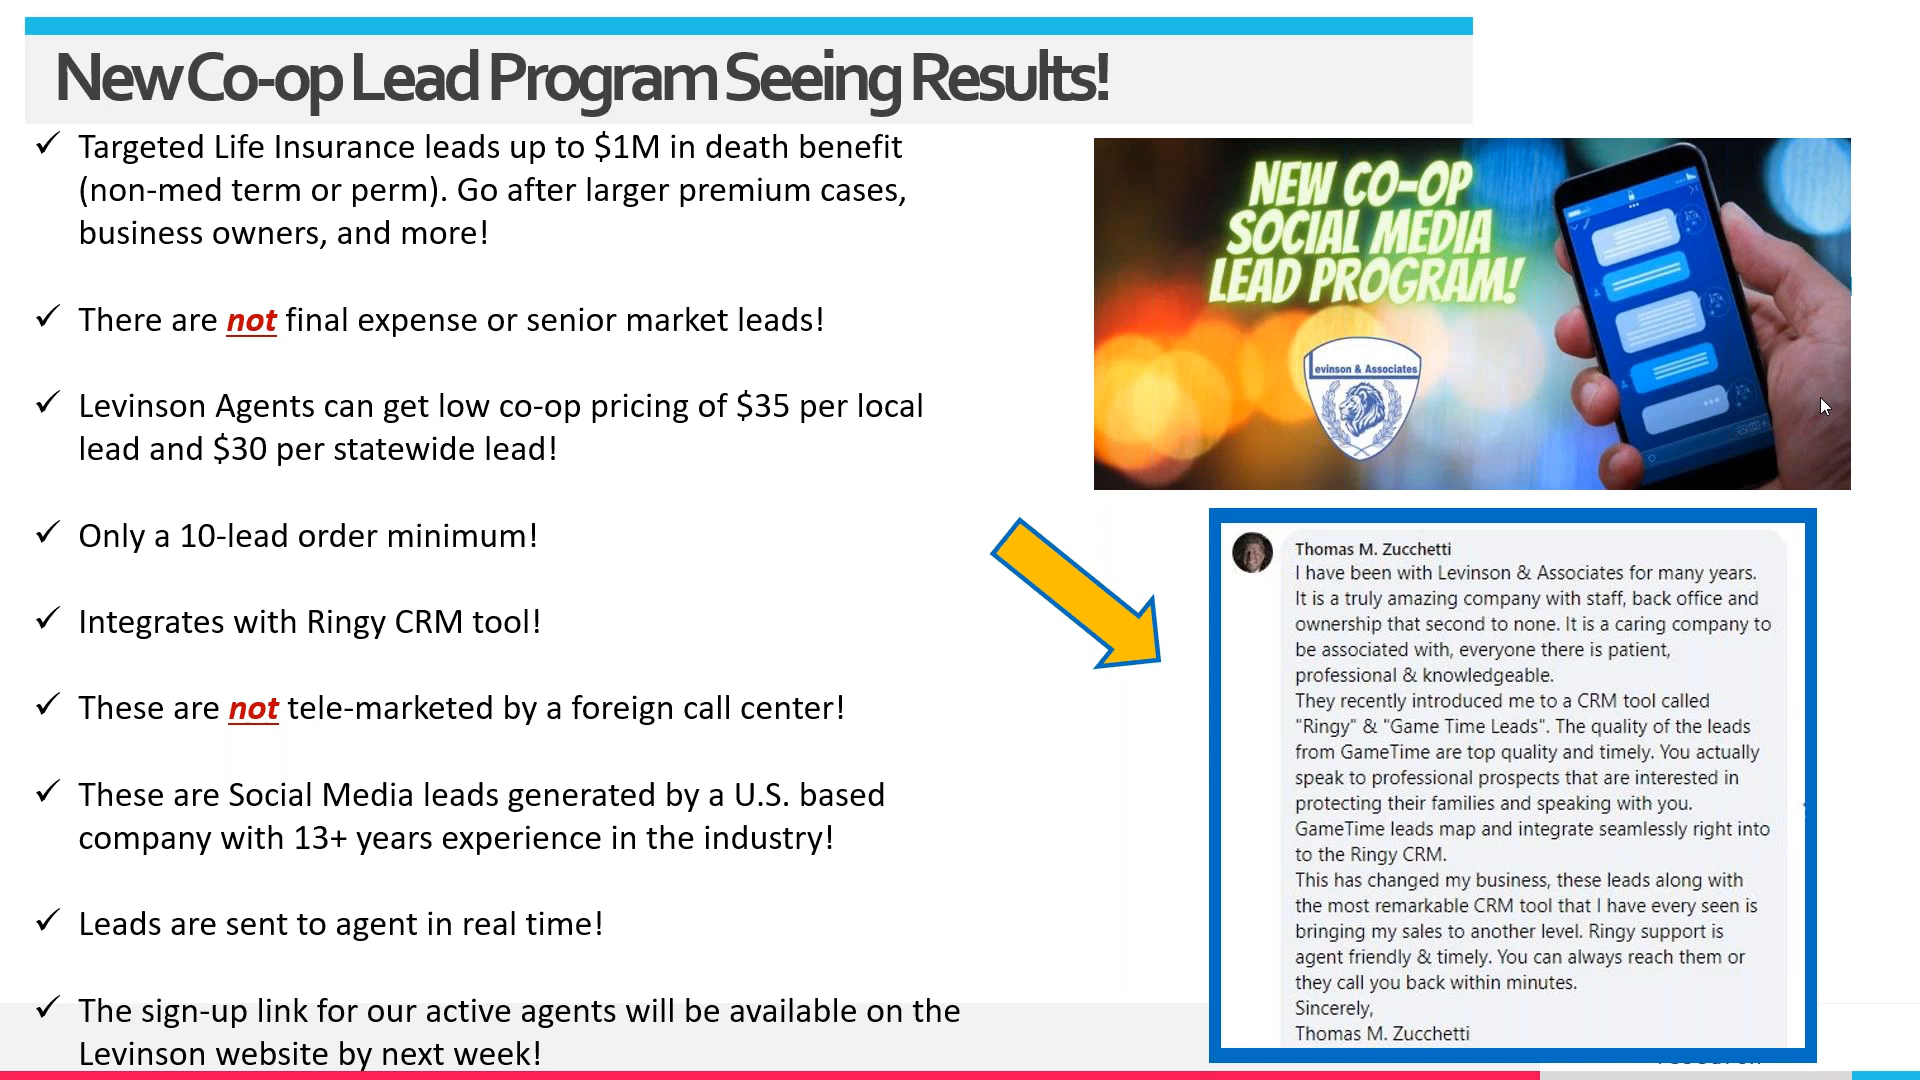 New Co-op Lead Program Seeing Results!
✓ Targeted Life Insurance leads up to $1M in death benefit
(non-med term or perm). Go after larger premium cases,
business owners, and more!
✓ There are not final expense or senior market leads!
✓ Levinson Agents can get low co-op pricing of $35 per local
lead and $30 per statewide lead!
✓ Only a 10-lead order minimum!
✓ Integrates with Ringy CRM tool!
✓ These are not tele-marketed by a foreign call center!
✓ These are Social Media leads generated by a U.S. based
company with 13+ years experience in the industry!
✓ Leads are sent to agent in real time!
✓ The sign-up link for our active agents will be available on the
Levinson website by next week!
NEW CO-OP
SOCIAL MEDIA
LEAD PROGRAM!
Levinson & Associates
Thomas M. Zucchetti
I have been with Levinson & Associates for many years.
It is a truly amazing company with staff, back office and
ownership that second to none. It is a caring company to
be associated with, everyone there is patient,
professional & knowledgeable.
They recently introduced me to a CRM tool called
"Ringy" & "Game Time Leads". The quality of the leads
from GameTime are top quality and timely. You actually
speak to professional prospects that are interested in
protecting their families and speaking with you.
GameTime leads map and integrate seamlessly right into
to the Ringy CRM.
This has changed my business, these leads along with
the most remarkable CRM tool that I have every seen is
bringing my sales to another level. Ringy support is
agent friendly & timely. You can always reach them or
they call you back within minutes.
Sincerely,
Thomas M. Zucchetti